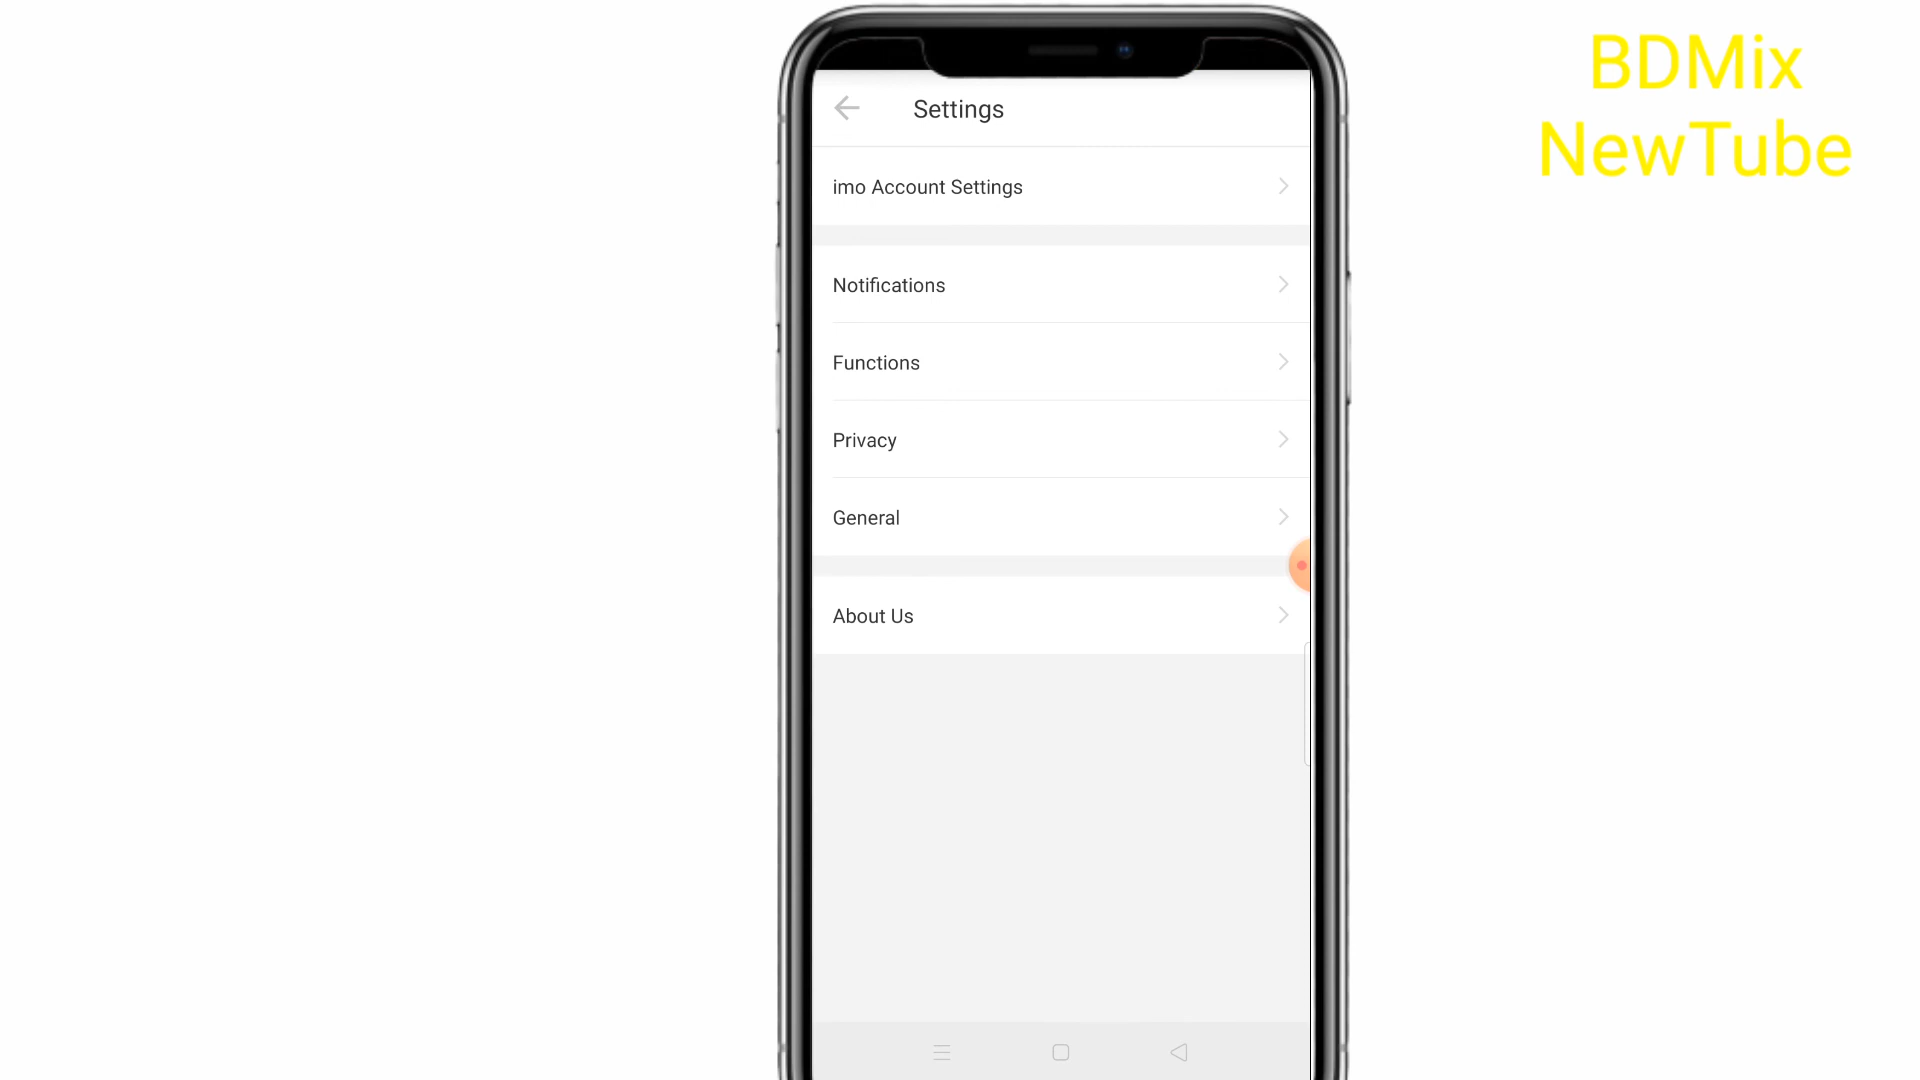 BDMix
NewTube
Settings
imo Account Settings
Notifications
Functions
Privacy
General
About Us